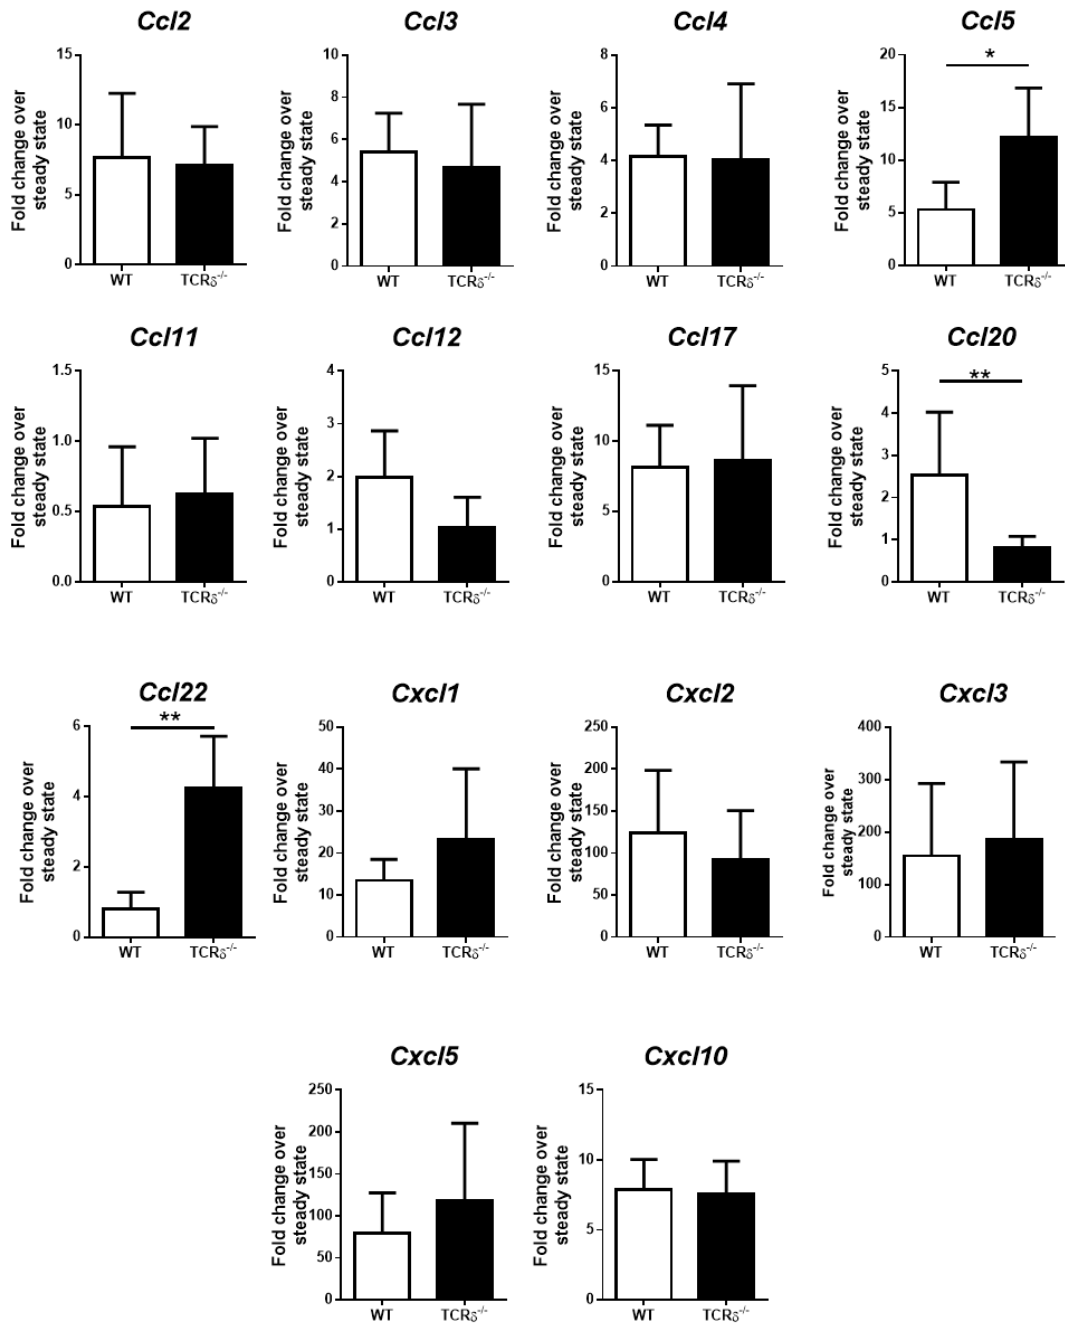 Ccl2 Ccl3 Ccl4 Ccl5
Fold change over steady state
15
10
5
0
WT TCRδ-/-
Fold change over steady state
10
8
6
4
2
0
WT TCRδ-/-
Fold change over steady state
8
6
4
2
0
WT TCRδ-/-
Fold change over steady state
20
15
10
5
0
*
WT TCRδ-/-
Ccl11 Ccl12 Ccl17 Ccl20
Fold change over steady state
1.5
1.0
0.5
0.0
WT TCRδ-/-
Fold change over steady state
4
3
2
1
0
WT TCRδ-/-
Fold change over steady state
15
10
5
0
WT TCRδ-/-
Fold change over steady state
5
4
3
2
1
0
**
WT TCRδ-/-
Ccl22 Cxcl1 Cxcl2 Cxcl3
Fold change over steady state
6
4
2
0
**
WT TCRδ-/-
Fold change over steady state
50
40
30
20
10
0
WT TCRδ-/-
Fold change over steady state
250
200
150
100
50
0
WT TCRδ-/-
Fold change over steady state
400
300
200
100
0
WT TCRδ-/-
Cxcl5 Cxcl10
Fold change over steady state
250
200
150
100
50
0
WT TCRδ-/-
Fold change over steady state
15
10
5
0
WT TCRδ-/-